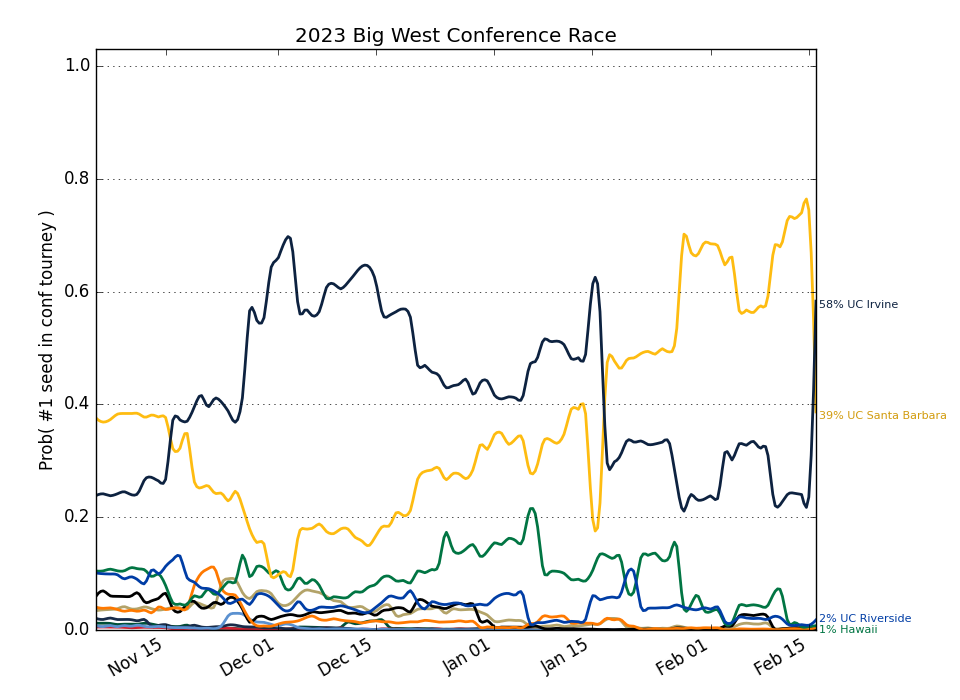 2023 Big West Conference Race
Prob( #1 seed in conf tourney )
1.0
0.8
0.6
0.4
0.2
0.0
58% UC Irvine
39% UC Santa Barbara
2% UC Riverside
1% Hawaii
Nov 15
Dec 01
Dec 15
Jan 01
Jan 15
Feb 01
Feb 15